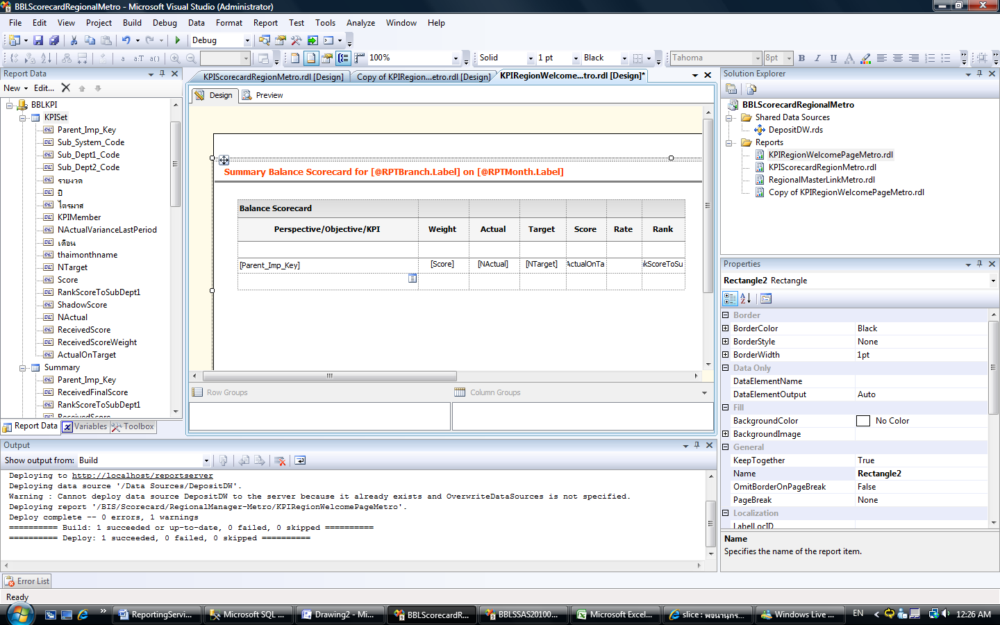 BBLScorecardRegionalMetro - Microsoft Visual Studio (Administrator)
File Edit View Project Build Debug Data Format Report Test Tools Analyze Window Help
Debug
100% Solid 1 pt Black Tahoma 8pt B I U
Report Data
New Edit...
BBLKPI
KPISet
Parent_Imp_Key
Sub_System_Code
Sub_Dept1_Code
Sub_Dept2_Code
รายงวด
ปี
ไตรมาส
KPIMember
NActualVarianceLastPeriod
เดือน
thaimonthname
NTarget
Score
RankScoreToSubDept1
ShadowScore
NActual
ReceivedScore
ReceivedScoreWeight
ActualOnTarget
Summary
Parent_Imp_Key
ReceivedFinalScore
RankScoreToSubDept1
ReceivedScore
Report Data Variables Toolbox
KPIScorecardRegionMetro.rdl [Design] Copy of KPIRegion...etro.rdl [Design] KPIRegionWelcome...tro.rdl [Design]*
Design Preview
Summary Balance Scorecard for [@RPTBranch.Label] on [@RPTMonth.Label]
Balance Scorecard
Perspective/Objective/KPI Weight Actual Target Score Rate Rank
[Parent_Imp_Key] [Score] [NActual] [NTarget] ActualOnTa nkScoreToSu
Row Groups Column Groups
Solution Explorer
BBLScorecardRegionalMetro
Shared Data Sources
DepositDW.rds
Reports
KPIRegionWelcomePageMetro.rdl
KPIScorecardRegionMetro.rdl
RegionalMasterLinkMetro.rdl
Copy of KPIRegionWelcomePageMetro.rdl
Properties
Rectangle2 Rectangle
Border
BorderColor Black
BorderStyle None
BorderWidth 1pt
Data Only
DataElementName
DataElementOutput Auto
Fill
BackgroundColor No Color
BackgroundImage
General
KeepTogether True
Name Rectangle2
OmitBorderOnPageBreak False
PageBreak None
Localization
LabelLocID
Name
Specifies the name of the report item.
Output
Show output from: Build
Deploying to http://localhost/reportserver
Deploying data source '/Data Sources/DepositDW'.
Warning : Cannot deploy data source DepositDW to the server because it already exists and OverwriteDataSources is not specified.
Deploying report '/BIS/Scorecard/RegionalManager-Metro/KPIRegionWelcomePageMetro'.
Deploy complete -- 0 errors, 1 warnings
========== Build: 1 succeeded or up-to-date, 0 failed, 0 skipped ==========
========== Deploy: 1 succeeded, 0 failed, 0 skipped ==========
Error List
Ready
ReportingServi... Microsoft SQL ... Drawing2 - Mi... BBLScorecardR... BBLSSAS20100... Microsoft Excel... slice : พจนานุกร... Windows Live ... EN 12:26 AM